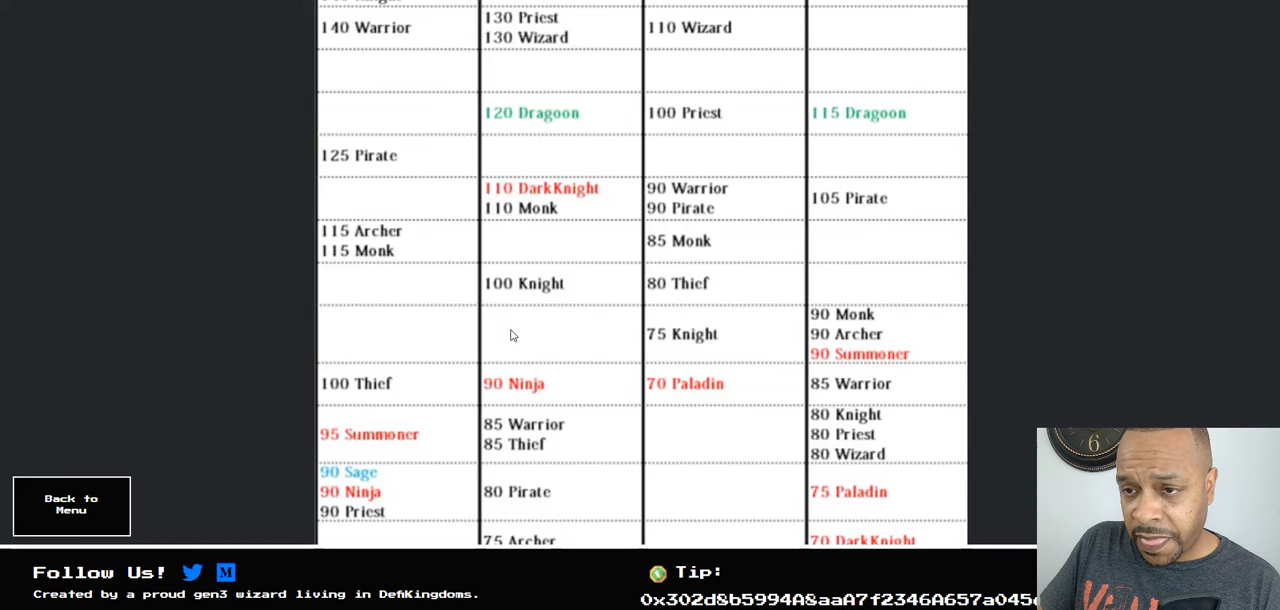 140 Warrior
130 Priest
130 Wizard
110 Wizard
120 Dragoon
100 Priest
115 Dragoon
125 Pirate
110 DarkKnight
110 Monk
90 Warrior
90 Pirate
105 Pirate
115 Archer
115 Monk
85 Monk
100 Knight
80 Thief
75 Knight
90 Monk
90 Archer
90 Summoner
100 Thief
90 Ninja
70 Paladin
85 Warrior
95 Summoner
85 Warrior
85 Thief
80 Knight
80 Priest
80 Wizard
90 Sage
90 Ninja
90 Priest
80 Pirate
75 Paladin
75 Archer
70 DarkKnight
Back to
Menu
Follow Us!
Created by a proud gen3 wizard living in DefiKingdoms.
Tip:
0x302d8b5994A8aaA7f2346A657a045
6